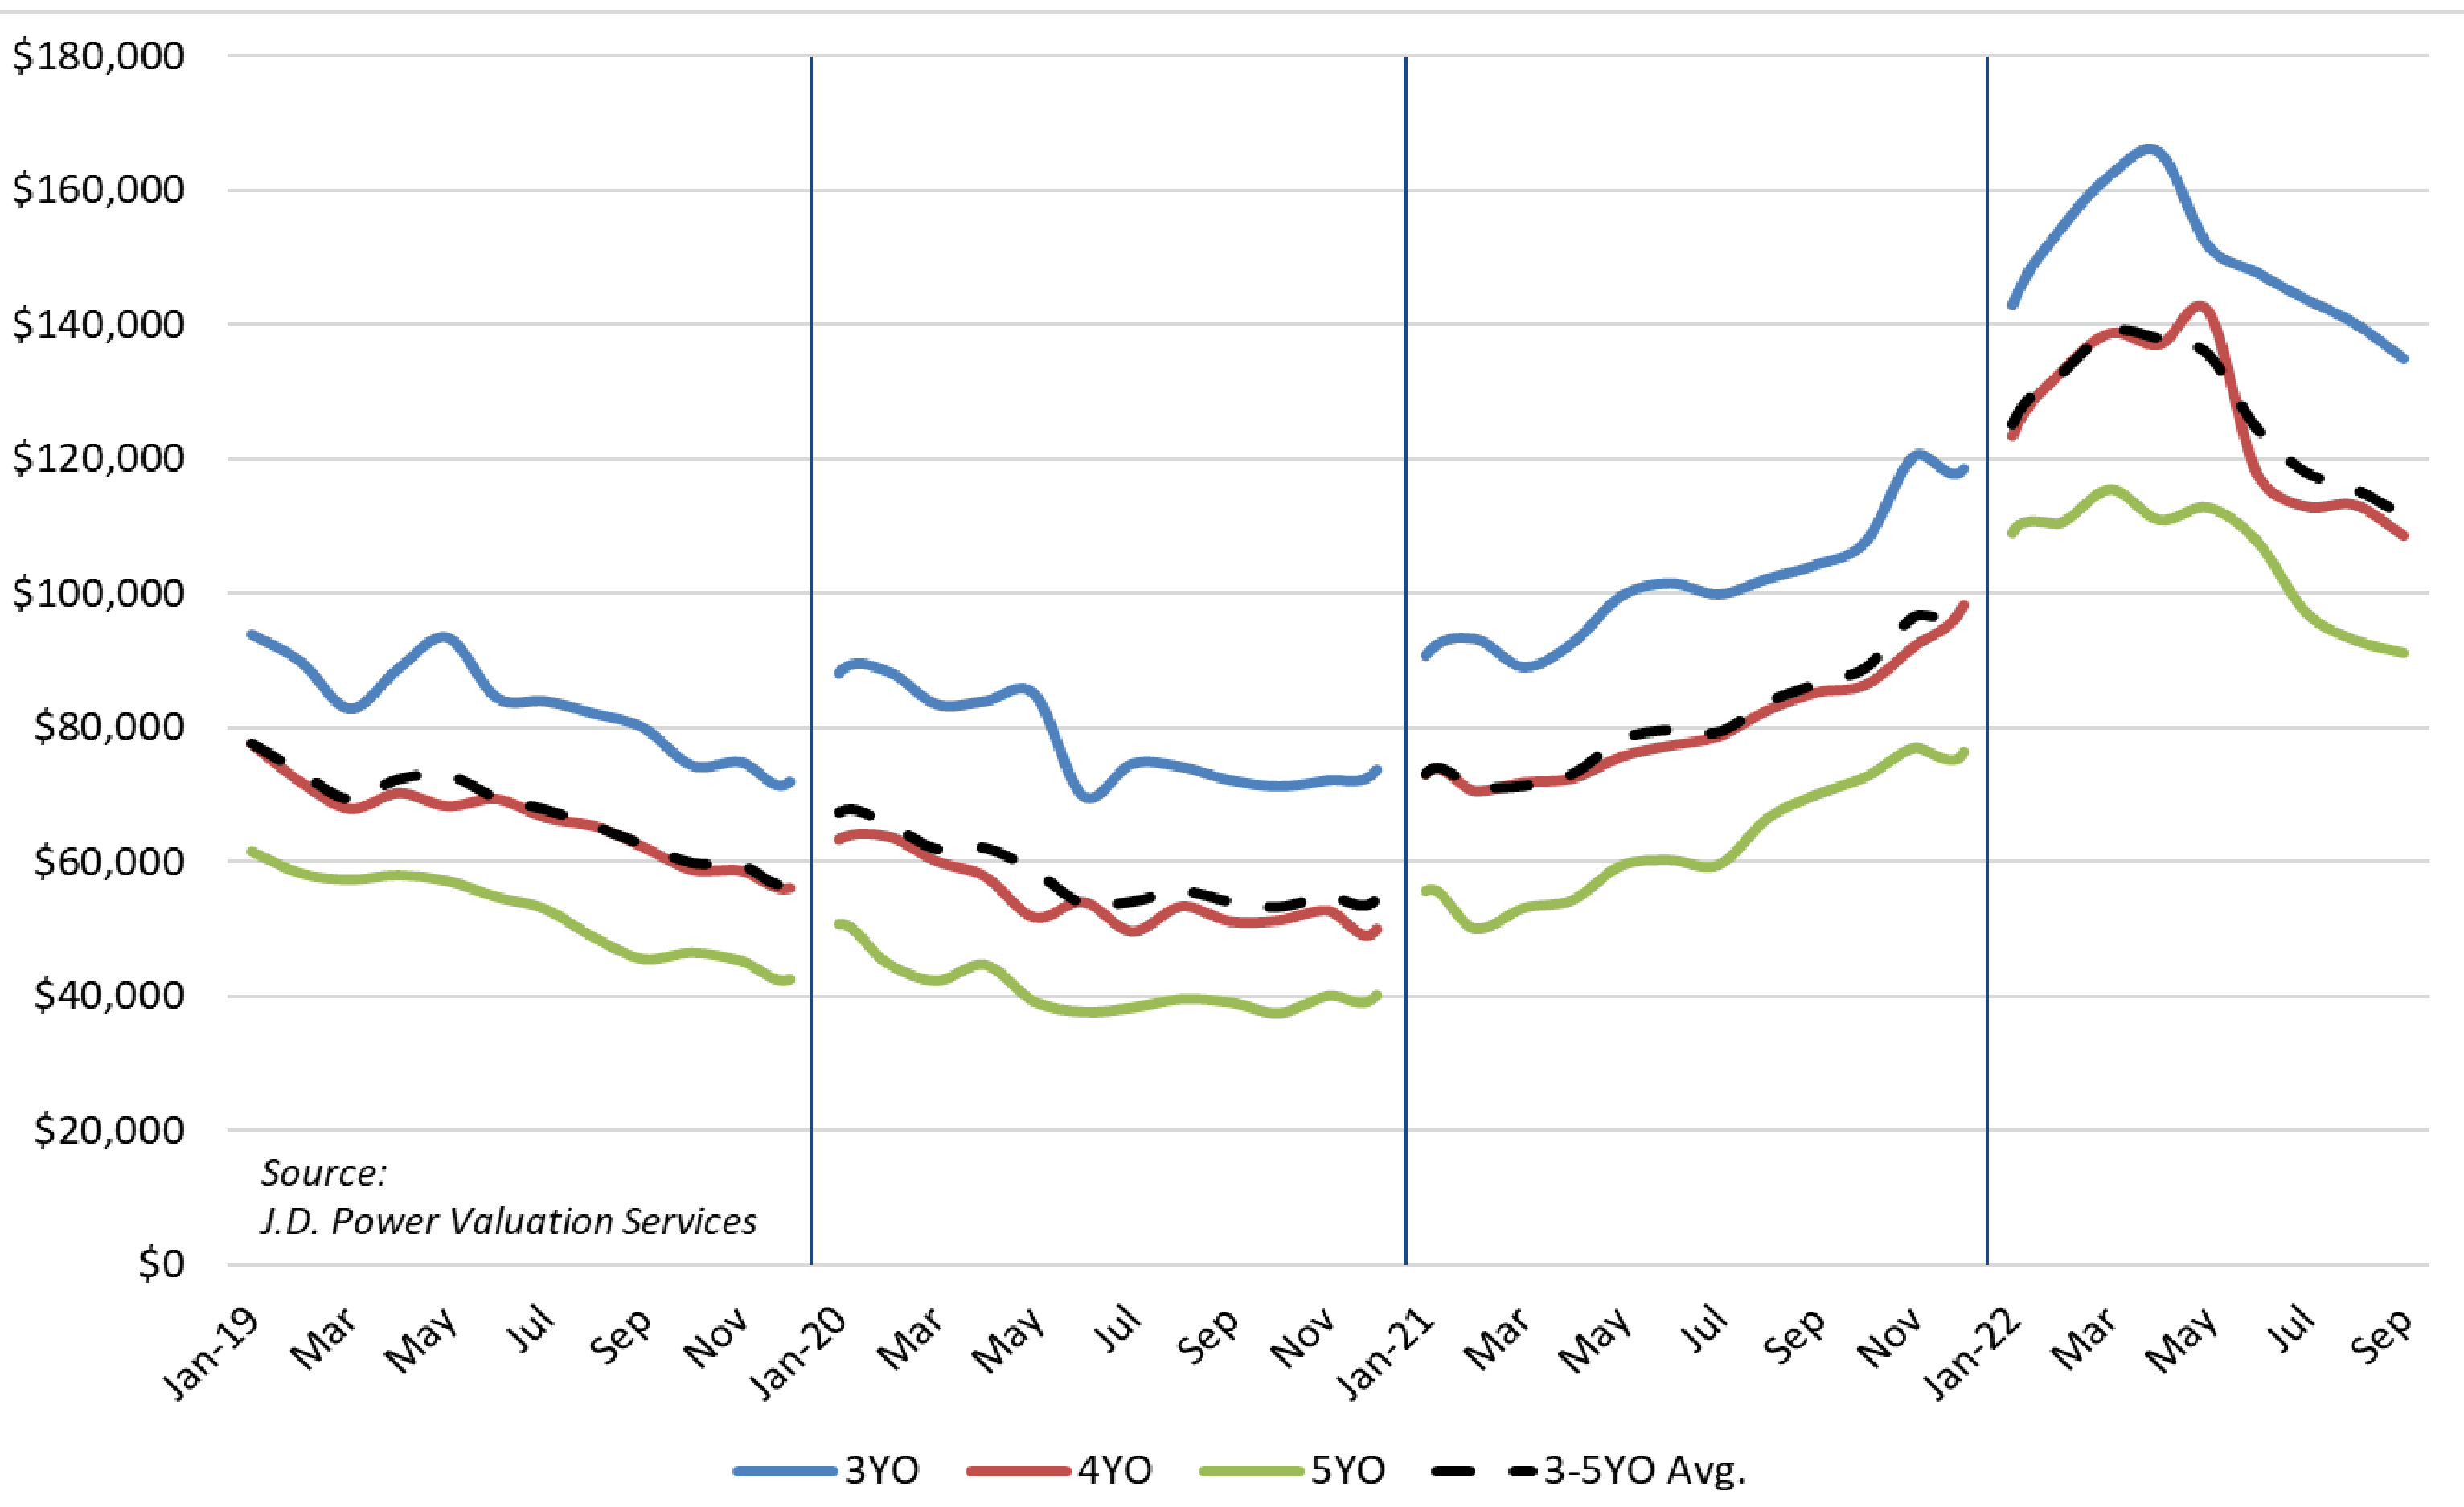 $180,000
$160,000
$140,000
$120,000
$100,000
$80,000
$60,000
$40,000
$20,000
$0
Source:
J.D. Power Valuation Services
Jan-19 Mar May Jul Sep Nov Jan-20 Mar May Jul Sep Nov Jan-21 Mar May Jul Sep Nov Jan-22 Mar May Jul Sep
3YO 4YO 5YO 3-5YO Avg.